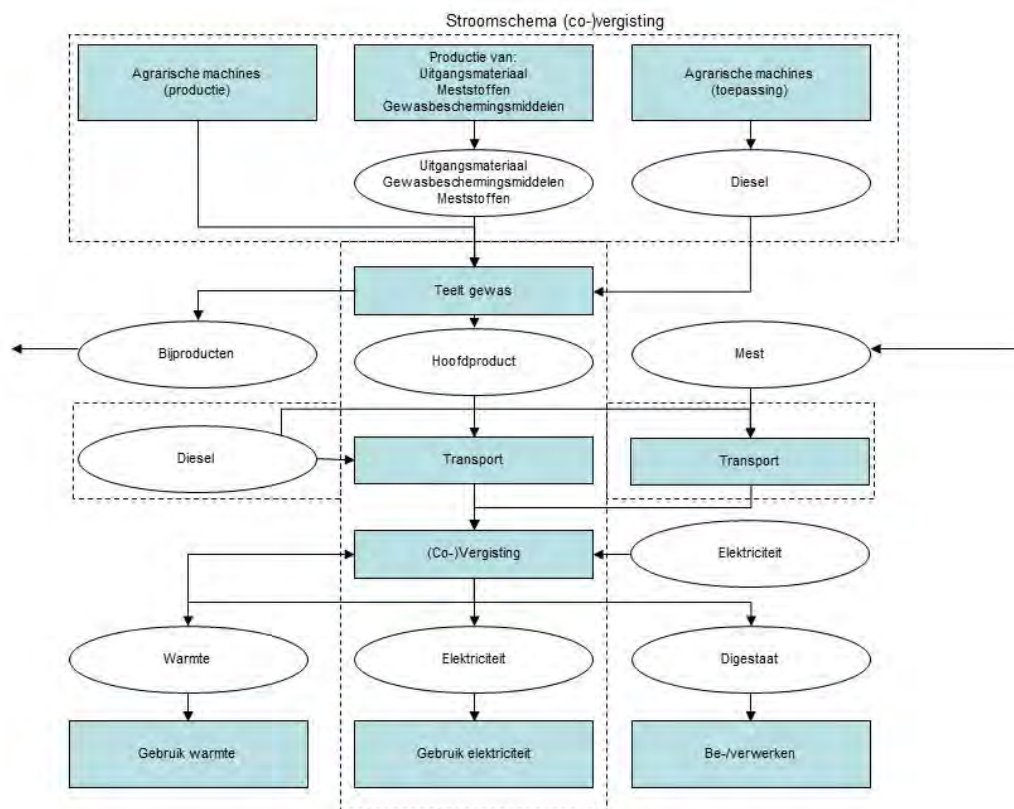 Stroomschema (co-)vergisting
Agrarische machines
(productie)
Productie van:
Uitgangsmateriaal
Meststoffen
Gewasbeschermingsmiddelen
Agrarische machines
(toepassing)
Uitgangsmateriaal
Gewasbeschermingsmiddelen
Meststoffen
Diesel
Teelt gewas
Bijproducten
Hoofdproduct
Mest
Diesel
Transport
Transport
(Co-)Vergisting
Elektriciteit
Warmte
Elektriciteit
Digestaat
Gebruik warmte
Gebruik elektriciteit
Be-/verwerken